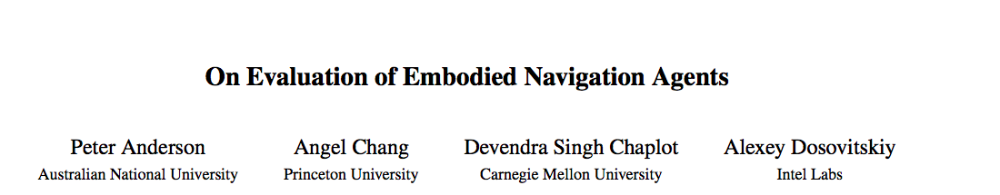 On Evaluation of Embodied Navigation Agents
Peter Anderson Angel Chang Devendra Singh Chaplot Alexey Dosovitskiy
Australian National University Princeton University Carnegie Mellon University Intel Labs